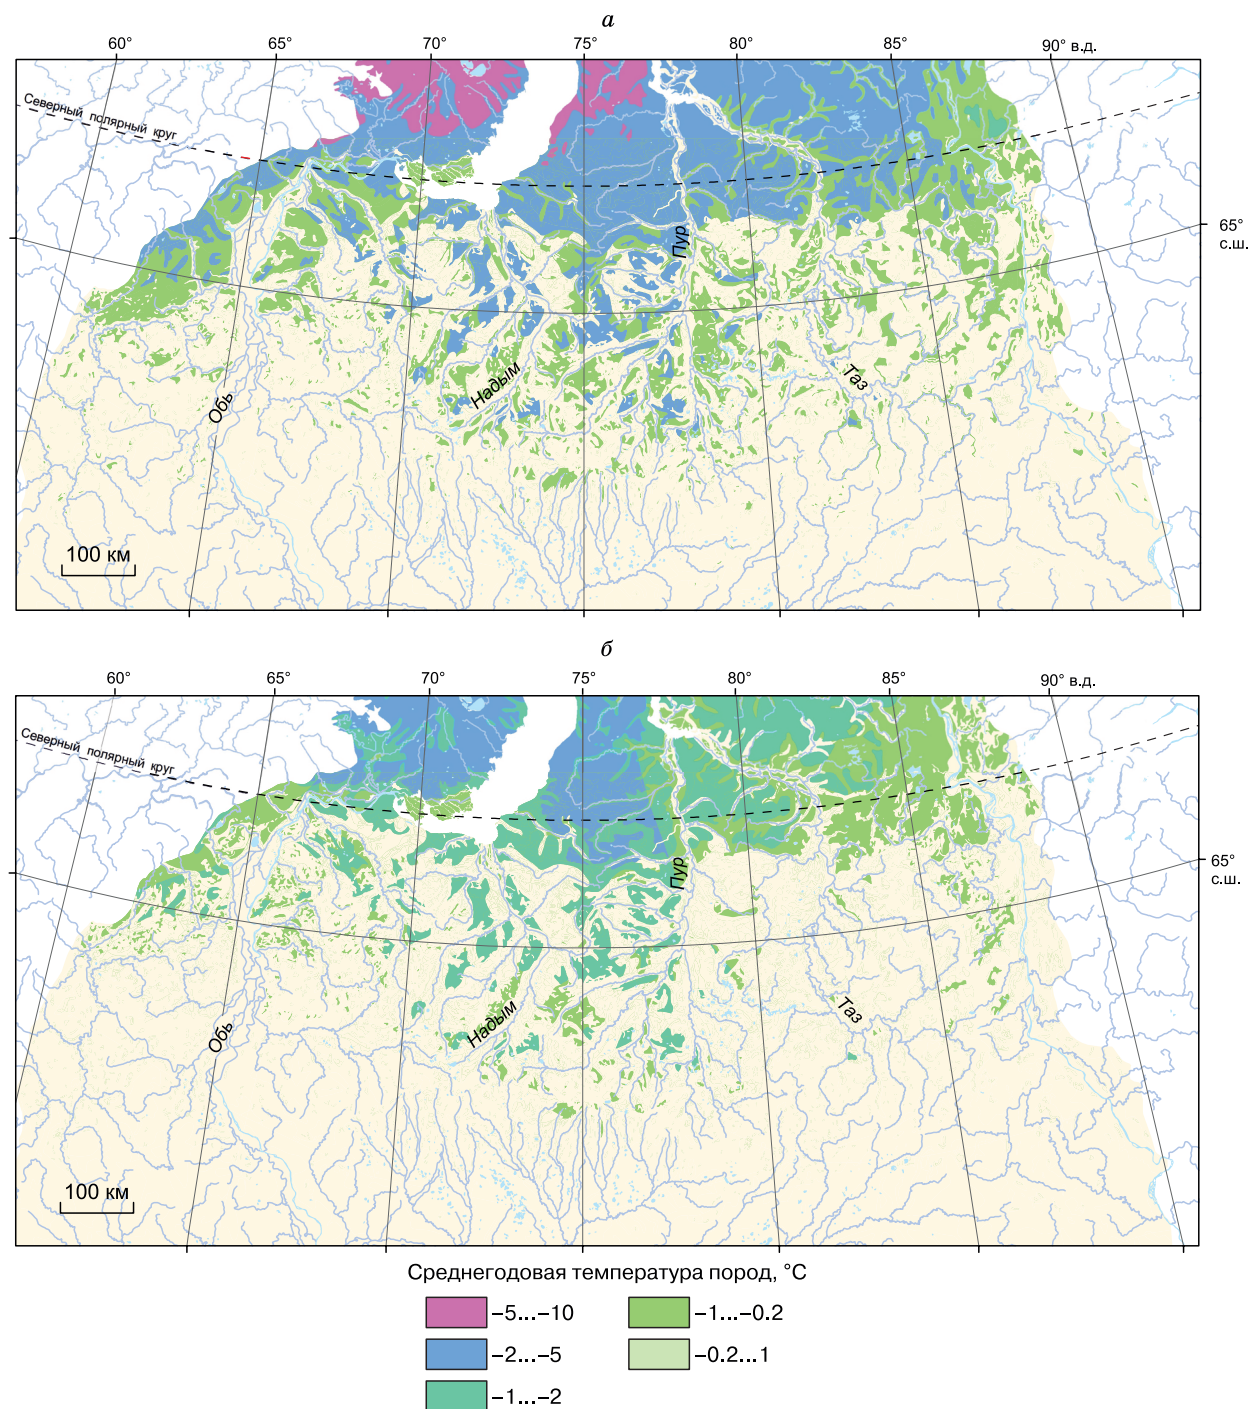 а
60° 65° 70° 75° 80° 85° 90° в.д.
Северный полярный круг
65°
с.ш.
Пур
Обь
Надым
Таз
100 км
б
60° 65° 70° 75° 80° 85° 90° в.д.
Северный полярный круг
65°
с.ш.
Пур
Обь
Надым
Таз
100 км
Среднегодовая температура пород, °C
−5...−10
−2...−5
−1...−2
−1...−0.2
−0.2...1